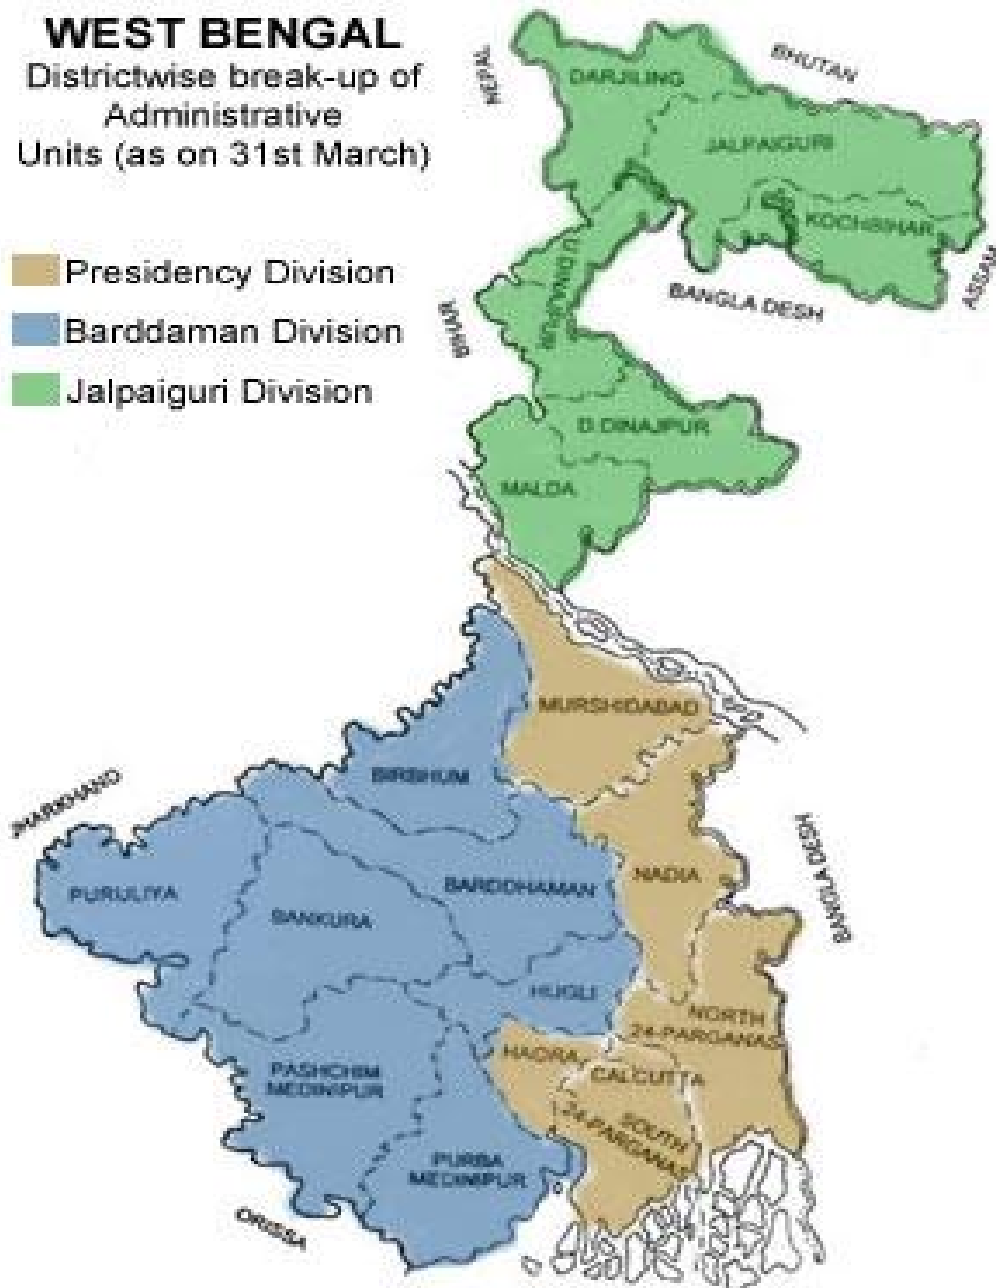 WEST BENGAL
Districtwise break-up of
Administrative
Units (as on 31st March)
Presidency Division
Barddaman Division
Jalpaiguri Division
NEPAL
BHUTAN
DARJILING
JALPAIGURI
KOCHBIHAR
ASSAM
U DINAJPUR
BANGLA DESH
BIHAR
D DINAJPUR
MALDA
MURSHIDABAD
BIRBHUM
JHARKHAND
BANGLA DESH
NADIA
PURULIYA
BARDDHAMAN
BANKURA
HUGLI
NORTH
24-PARGANAS
HAORA
CALCUTTA
PASHCHIM
MEDINIPUR
SOUTH
24-PARGANAS
PURBA
MEDINIPUR
ORISSA